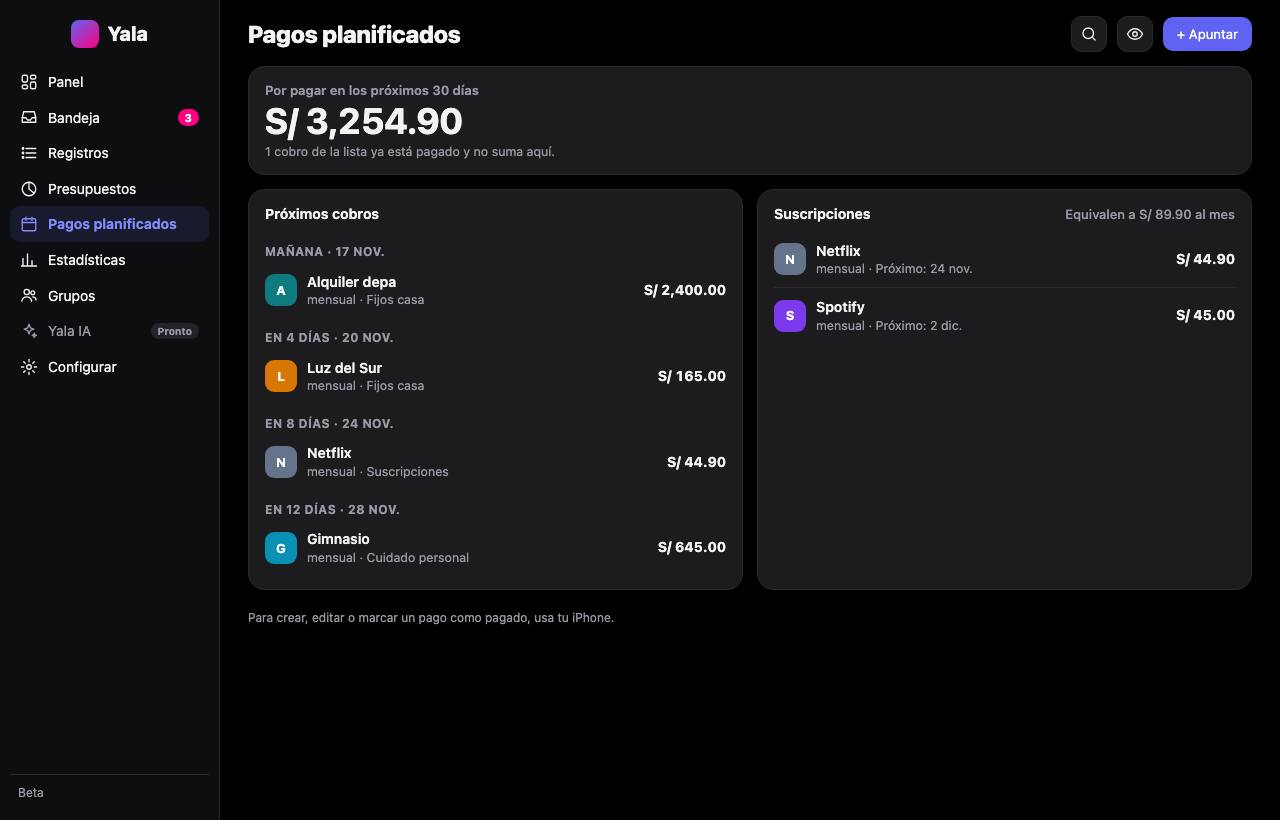 Yala
Panel
Bandeja 3
Registros
Presupuestos
Pagos planificados
Estadísticas
Grupos
Yala IA Pronto
Configurar
Beta
Pagos planificados
+ Apuntar
Por pagar en los próximos 30 días
S/ 3,254.90
1 cobro de la lista ya está pagado y no suma aquí.
Próximos cobros
MAÑANA · 17 NOV.
A
Alquiler depa
mensual · Fijos casa
S/ 2,400.00
EN 4 DÍAS · 20 NOV.
L
Luz del Sur
mensual · Fijos casa
S/ 165.00
EN 8 DÍAS · 24 NOV.
N
Netflix
mensual · Suscripciones
S/ 44.90
EN 12 DÍAS · 28 NOV.
G
Gimnasio
mensual · Cuidado personal
S/ 645.00
Suscripciones
Equivalen a S/ 89.90 al mes
N
Netflix
mensual · Próximo: 24 nov.
S/ 44.90
S
Spotify
mensual · Próximo: 2 dic.
S/ 45.00
Para crear, editar o marcar un pago como pagado, usa tu iPhone.